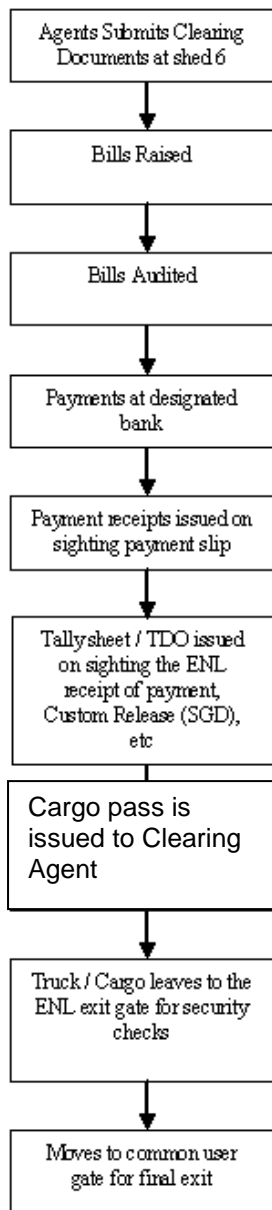 Agents Submits Clearing
Documents at shed 6
Bills Raised
Bills Audited
Payments at designated
bank
Payment receipts issued on
sighting payment slip
Tallysheet / TDO issued
on sighting the ENL
receipt of payment,
Custom Release (SGD),
etc
Cargo pass is
issued to Clearing
Agent
Truck / Cargo leaves to the
ENL exit gate for security
checks
Moves to common user
gate for final exit